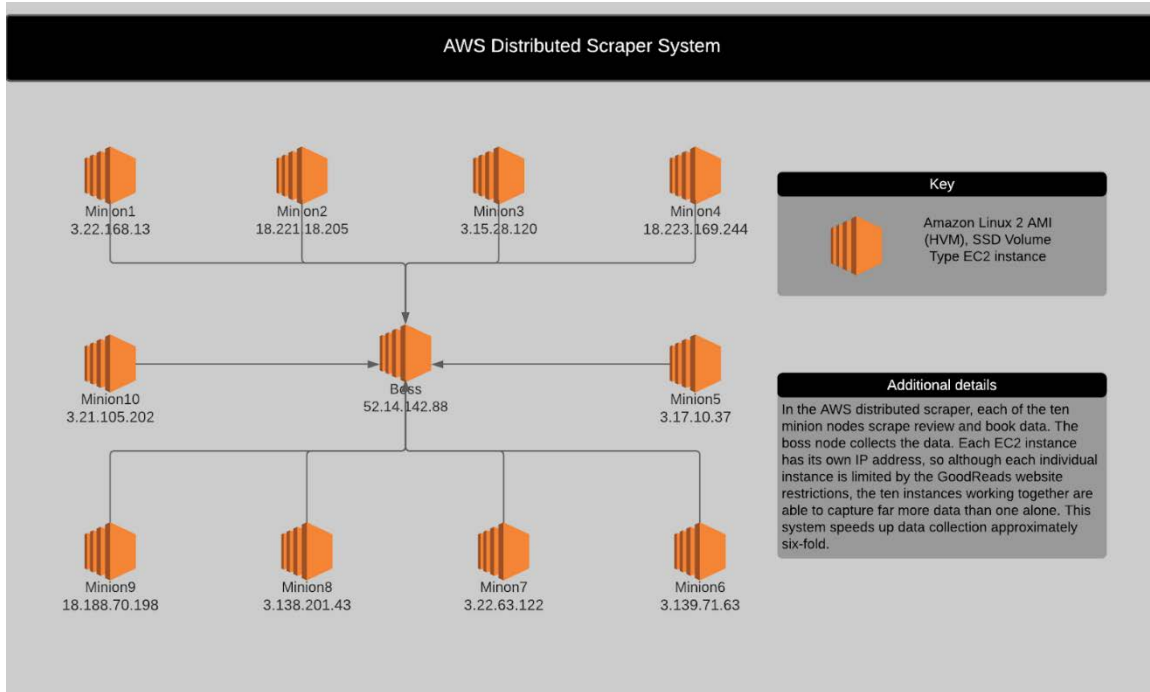 AWS Distributed Scraper System
Minion1
3.22.168.13
Minion2
18.221.18.205
Minion3
3.15.28.120
Minion4
18.223.169.244
Key
Amazon Linux 2 AMI
(HVM), SSD Volume
Type EC2 instance
Minion10
3.21.105.202
Boss
52.14.142.88
Minion5
3.17.10.37
Additional details
In the AWS distributed scraper, each of the ten
minion nodes scrape review and book data. The
boss node collects the data. Each EC2 instance
has its own IP address, so although each individual
instance is limited by the GoodReads website
restrictions, the ten instances working together are
able to capture far more data than one alone. This
system speeds up data collection approximately
six-fold.
Minion9
18.188.70.198
Minion8
3.138.201.43
Minon7
3.22.63.122
Minion6
3.139.71.63